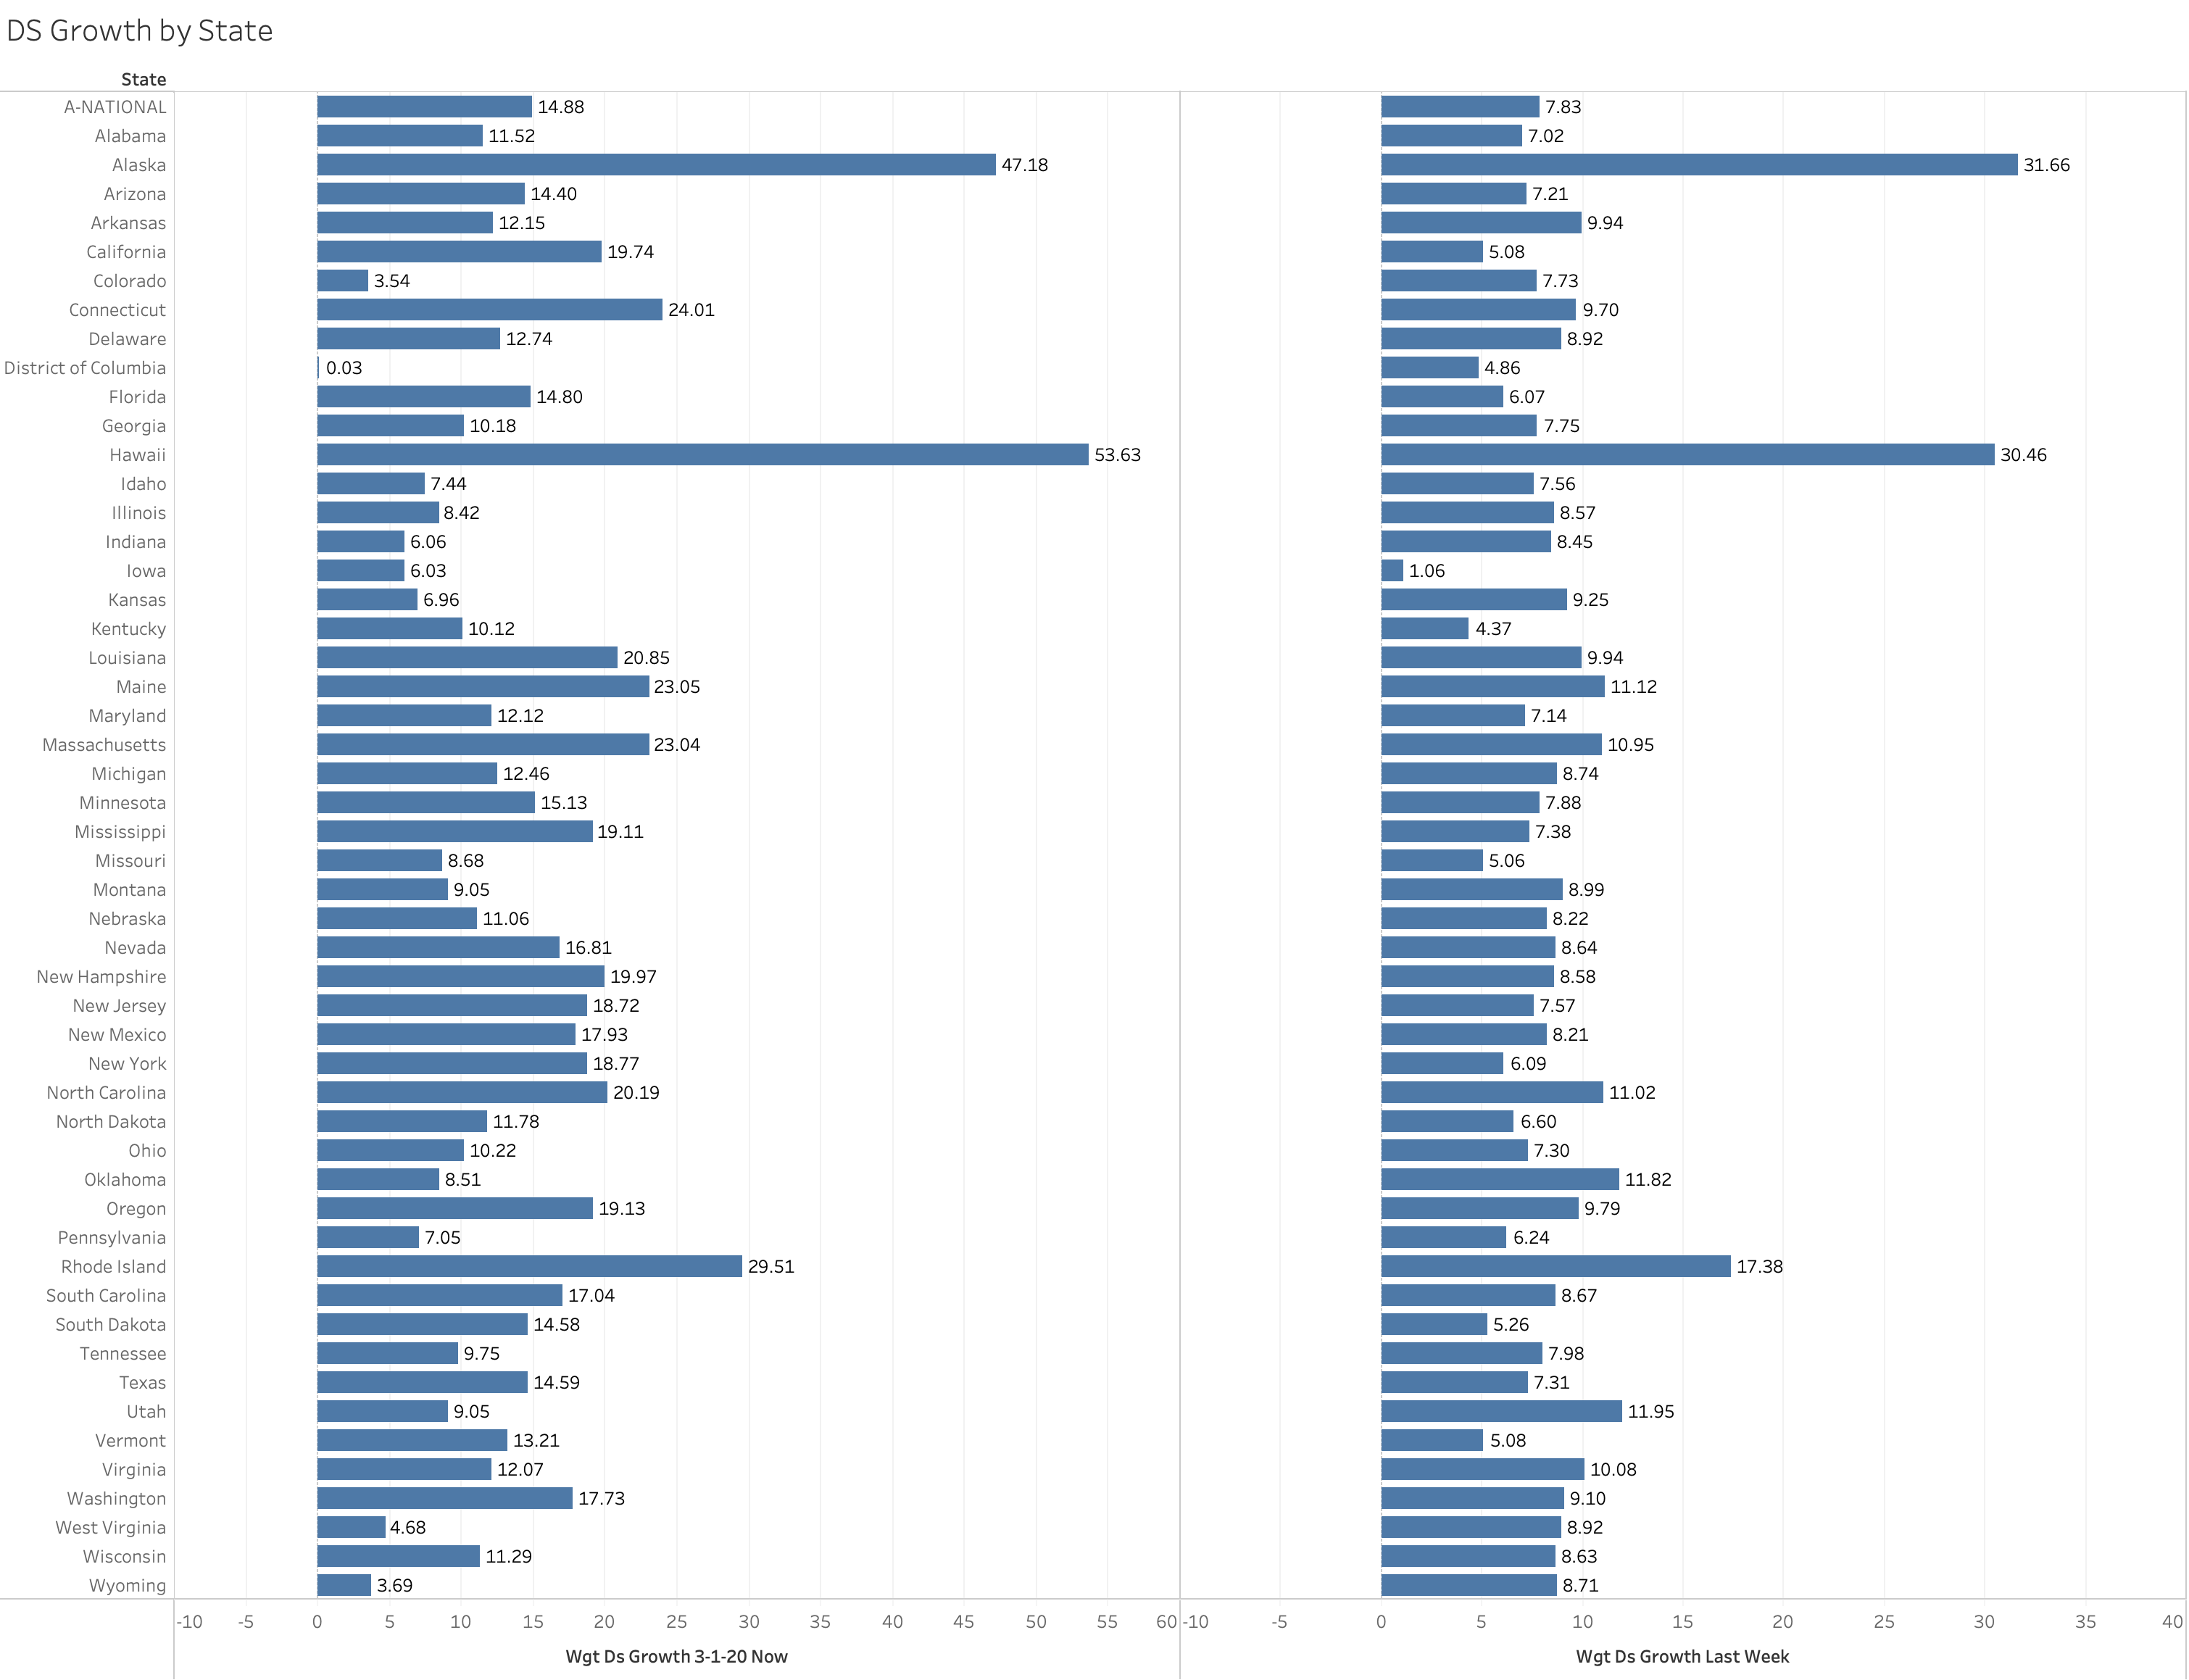 DS Growth by State
State
A-NATIONAL 14.88 7.83
Alabama 11.52 7.02
Alaska 47.18 31.66
Arizona 14.40 7.21
Arkansas 12.15 9.94
California 19.74 5.08
Colorado 3.54 7.73
Connecticut 24.01 9.70
Delaware 12.74 8.92
District of Columbia 0.03 4.86
Florida 14.80 6.07
Georgia 10.18 7.75
Hawaii 53.63 30.46
Idaho 7.44 7.56
Illinois 8.42 8.57
Indiana 6.06 8.45
Iowa 6.03 1.06
Kansas 6.96 9.25
Kentucky 10.12 4.37
Louisiana 20.85 9.94
Maine 23.05 11.12
Maryland 12.12 7.14
Massachusetts 23.04 10.95
Michigan 12.46 8.74
Minnesota 15.13 7.88
Mississippi 19.11 7.38
Missouri 8.68 5.06
Montana 9.05 8.99
Nebraska 11.06 8.22
Nevada 16.81 8.64
New Hampshire 19.97 8.58
New Jersey 18.72 7.57
New Mexico 17.93 8.21
New York 18.77 6.09
North Carolina 20.19 11.02
North Dakota 11.78 6.60
Ohio 10.22 7.30
Oklahoma 8.51 11.82
Oregon 19.13 9.79
Pennsylvania 7.05 6.24
Rhode Island 29.51 17.38
South Carolina 17.04 8.67
South Dakota 14.58 5.26
Tennessee 9.75 7.98
Texas 14.59 7.31
Utah 9.05 11.95
Vermont 13.21 5.08
Virginia 12.07 10.08
Washington 17.73 9.10
West Virginia 4.68 8.92
Wisconsin 11.29 8.63
Wyoming 3.69 8.71
-10 -5 0 5 10 15 20 25 30 35 40 45 50 55 60 -10 -5 0 5 10 15 20 25 30 35 40
Wgt Ds Growth 3-1-20 Now Wgt Ds Growth Last Week